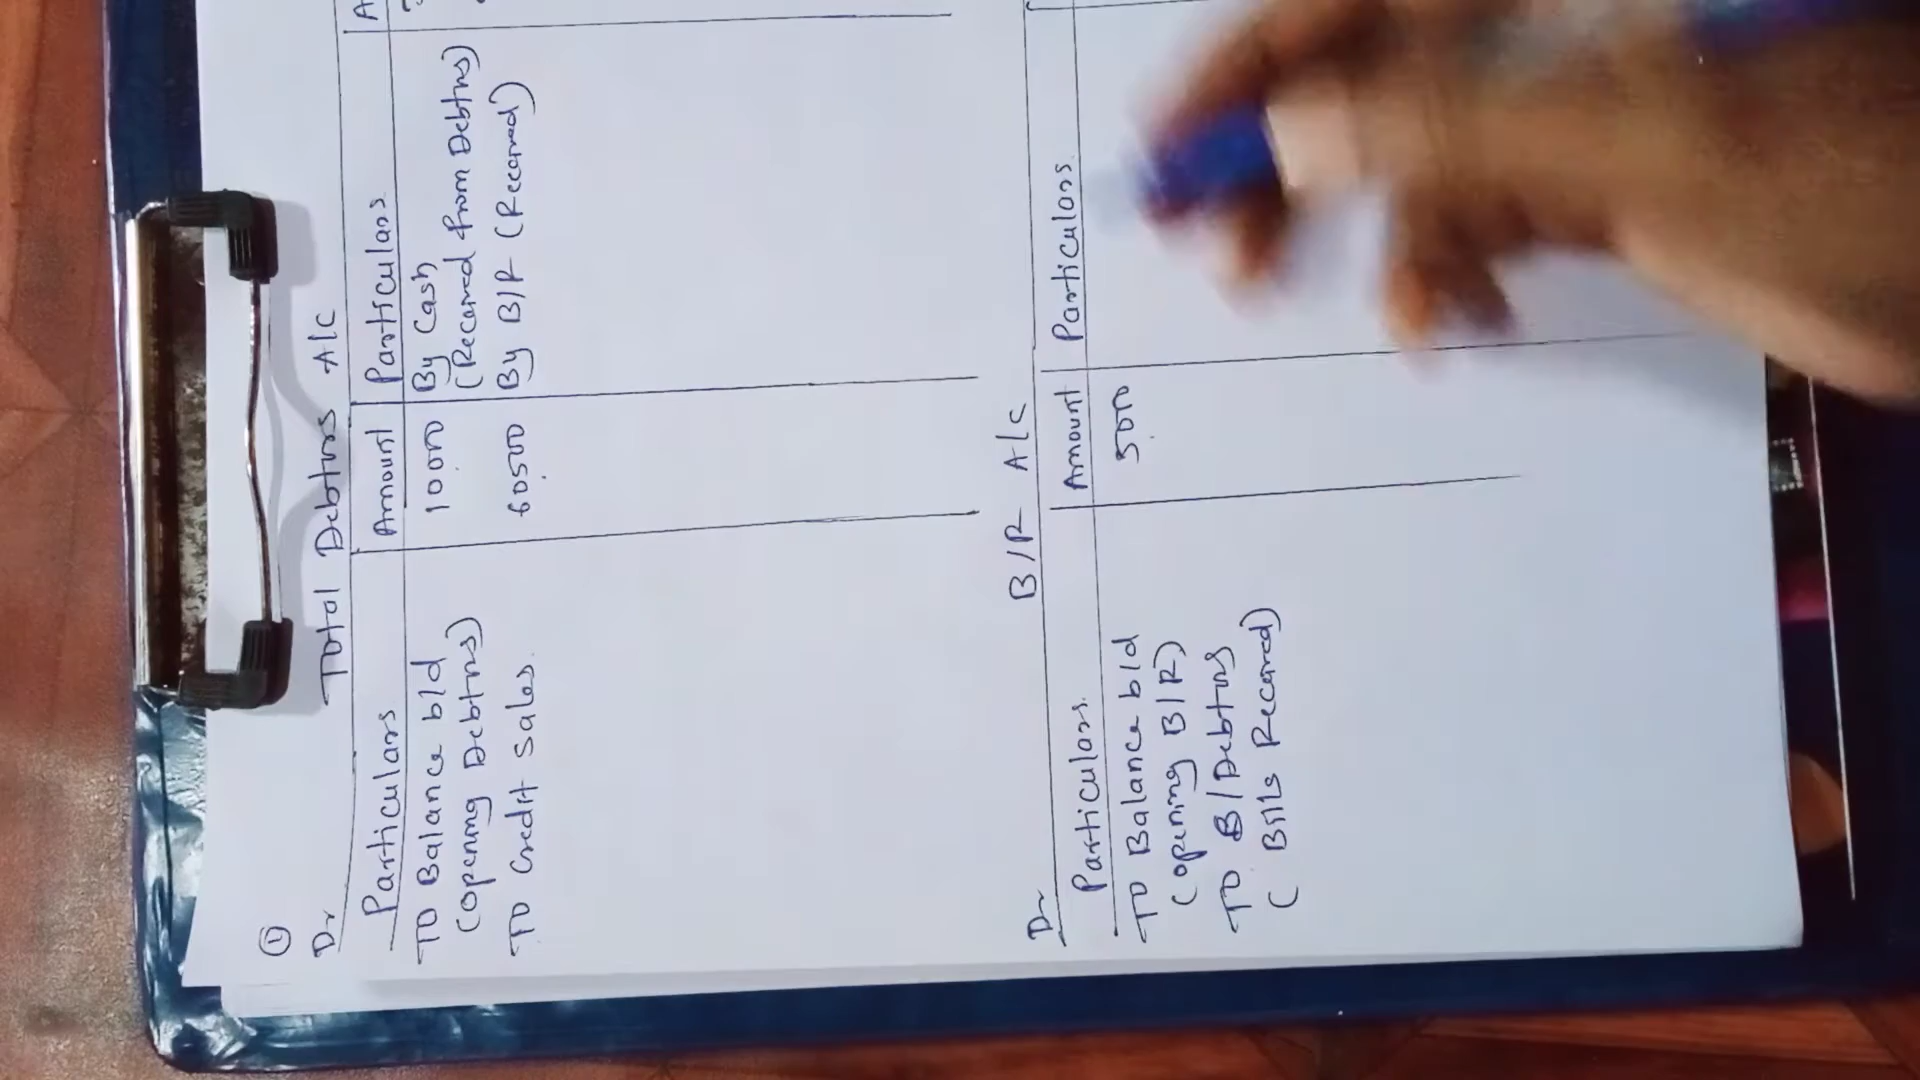 ①
Total Debtors A/c
Dr
Particulars Amount Particulars A
To Balance b/d 10000 By Cash
(opening Debtors) (Received from Debtors)
To Credit sales. 60500 By B/R (Received)
B/R A/c
Dr
Particulars. Amount Particulars.
To Balance b/d 5000
(opening B/R)
To B/Debtors
( Bills Received)